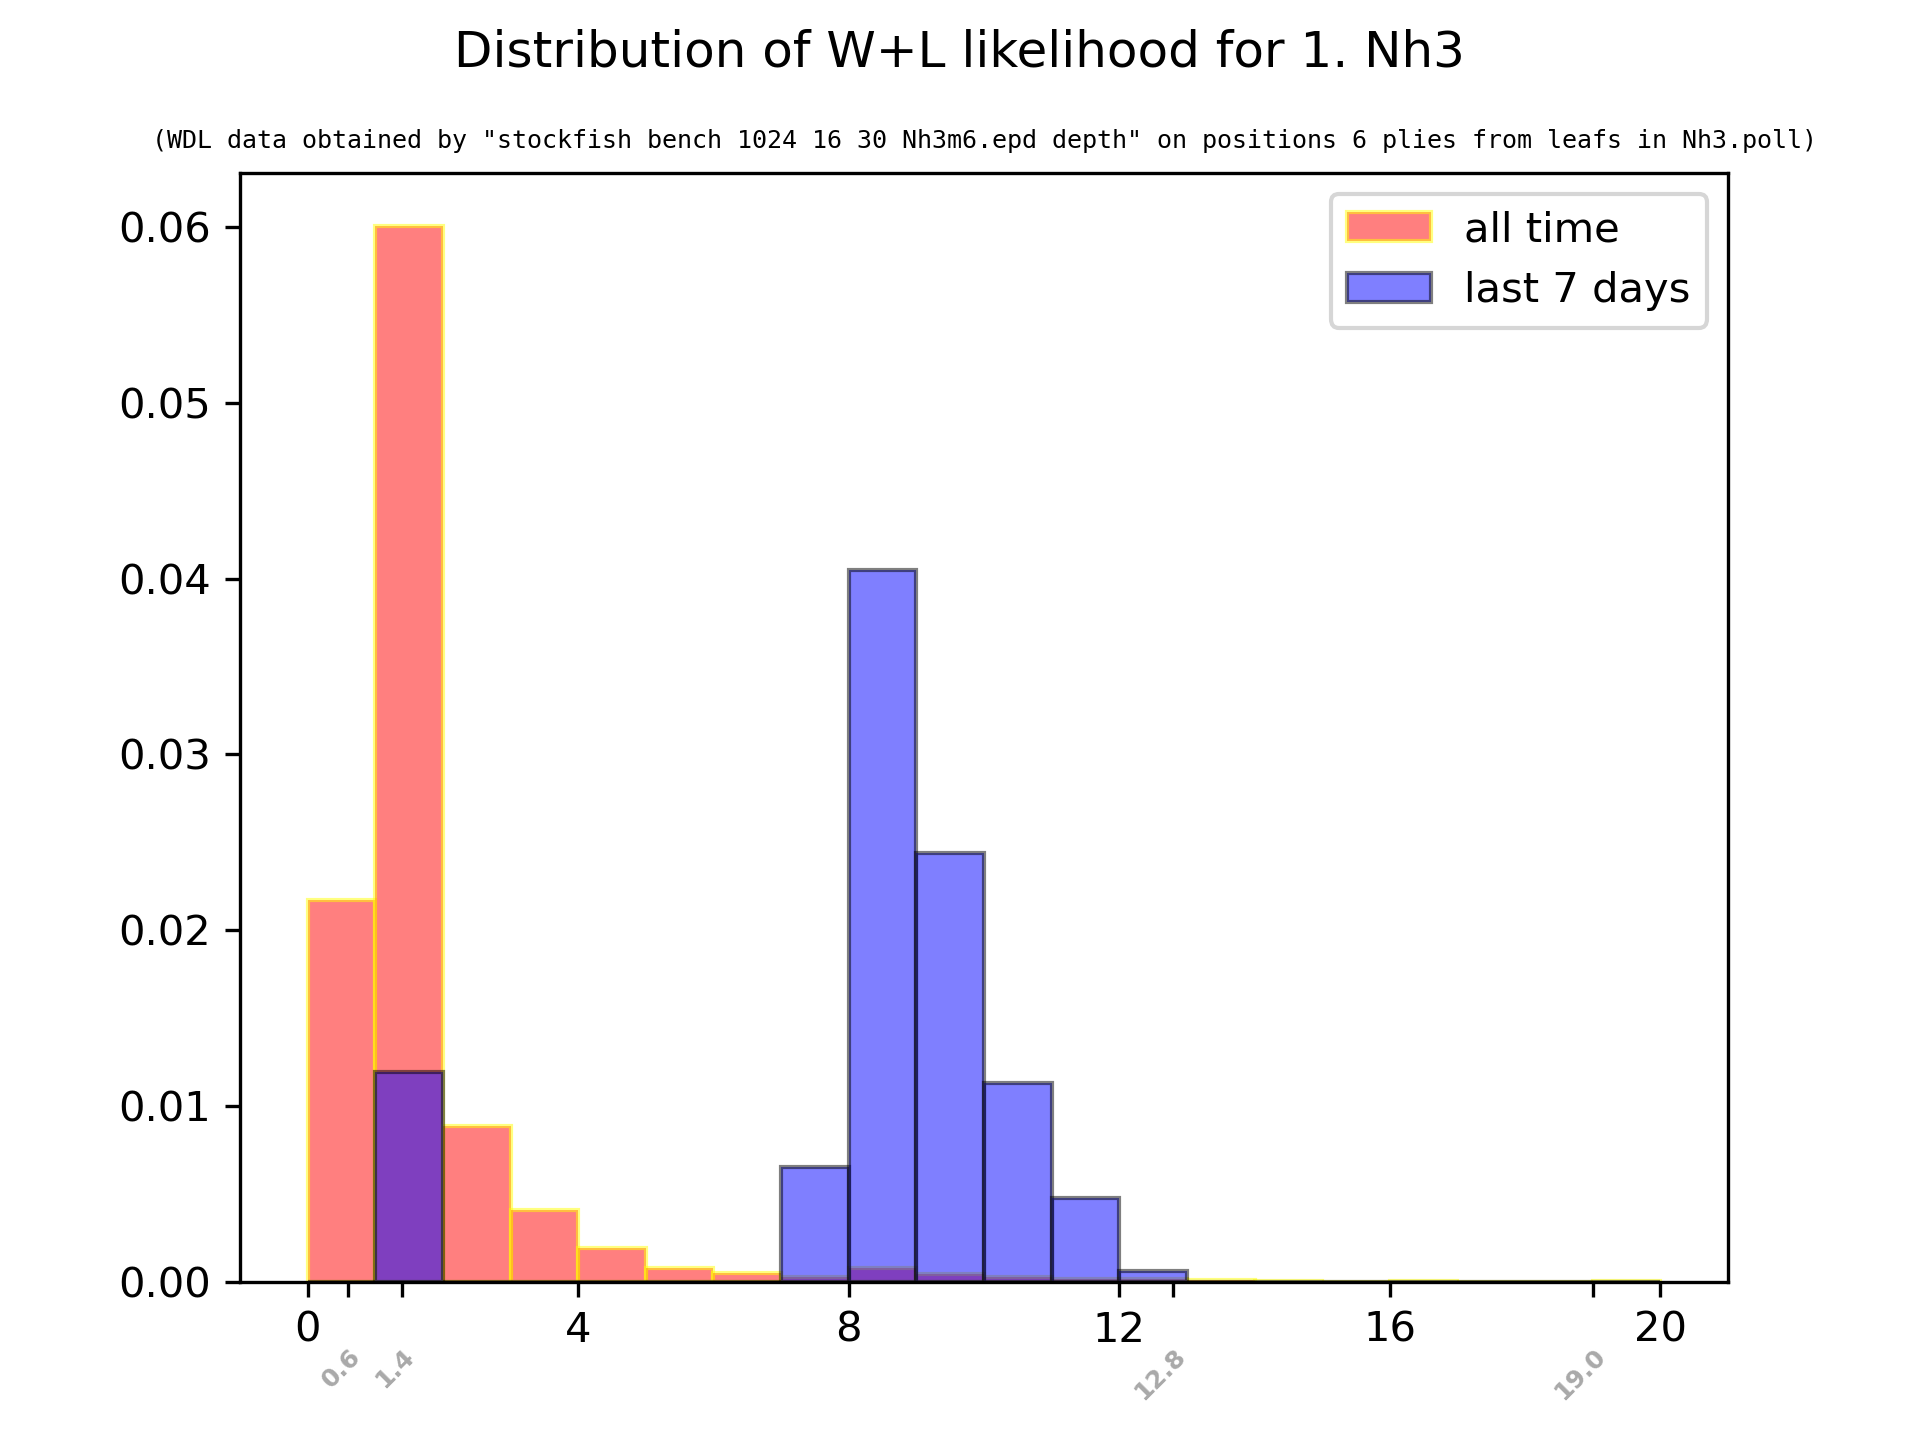 Distribution of W+L likelihood for 1. Nh3
(WDL data obtained by "stockfish bench 1024 16 30 Nh3m6.epd depth" on positions 6 plies from leafs in Nh3.poll)
all time
last 7 days
0.06
0.05
0.04
0.03
0.02
0.01
0.00
0 4 8 12 16 20
0.6 1.4 12.8 19.0